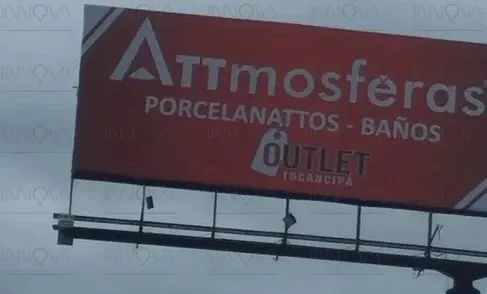 ATTmosferas
PORCELANATTOS - BAÑOS
OUTLET
TOCANCIPÁ